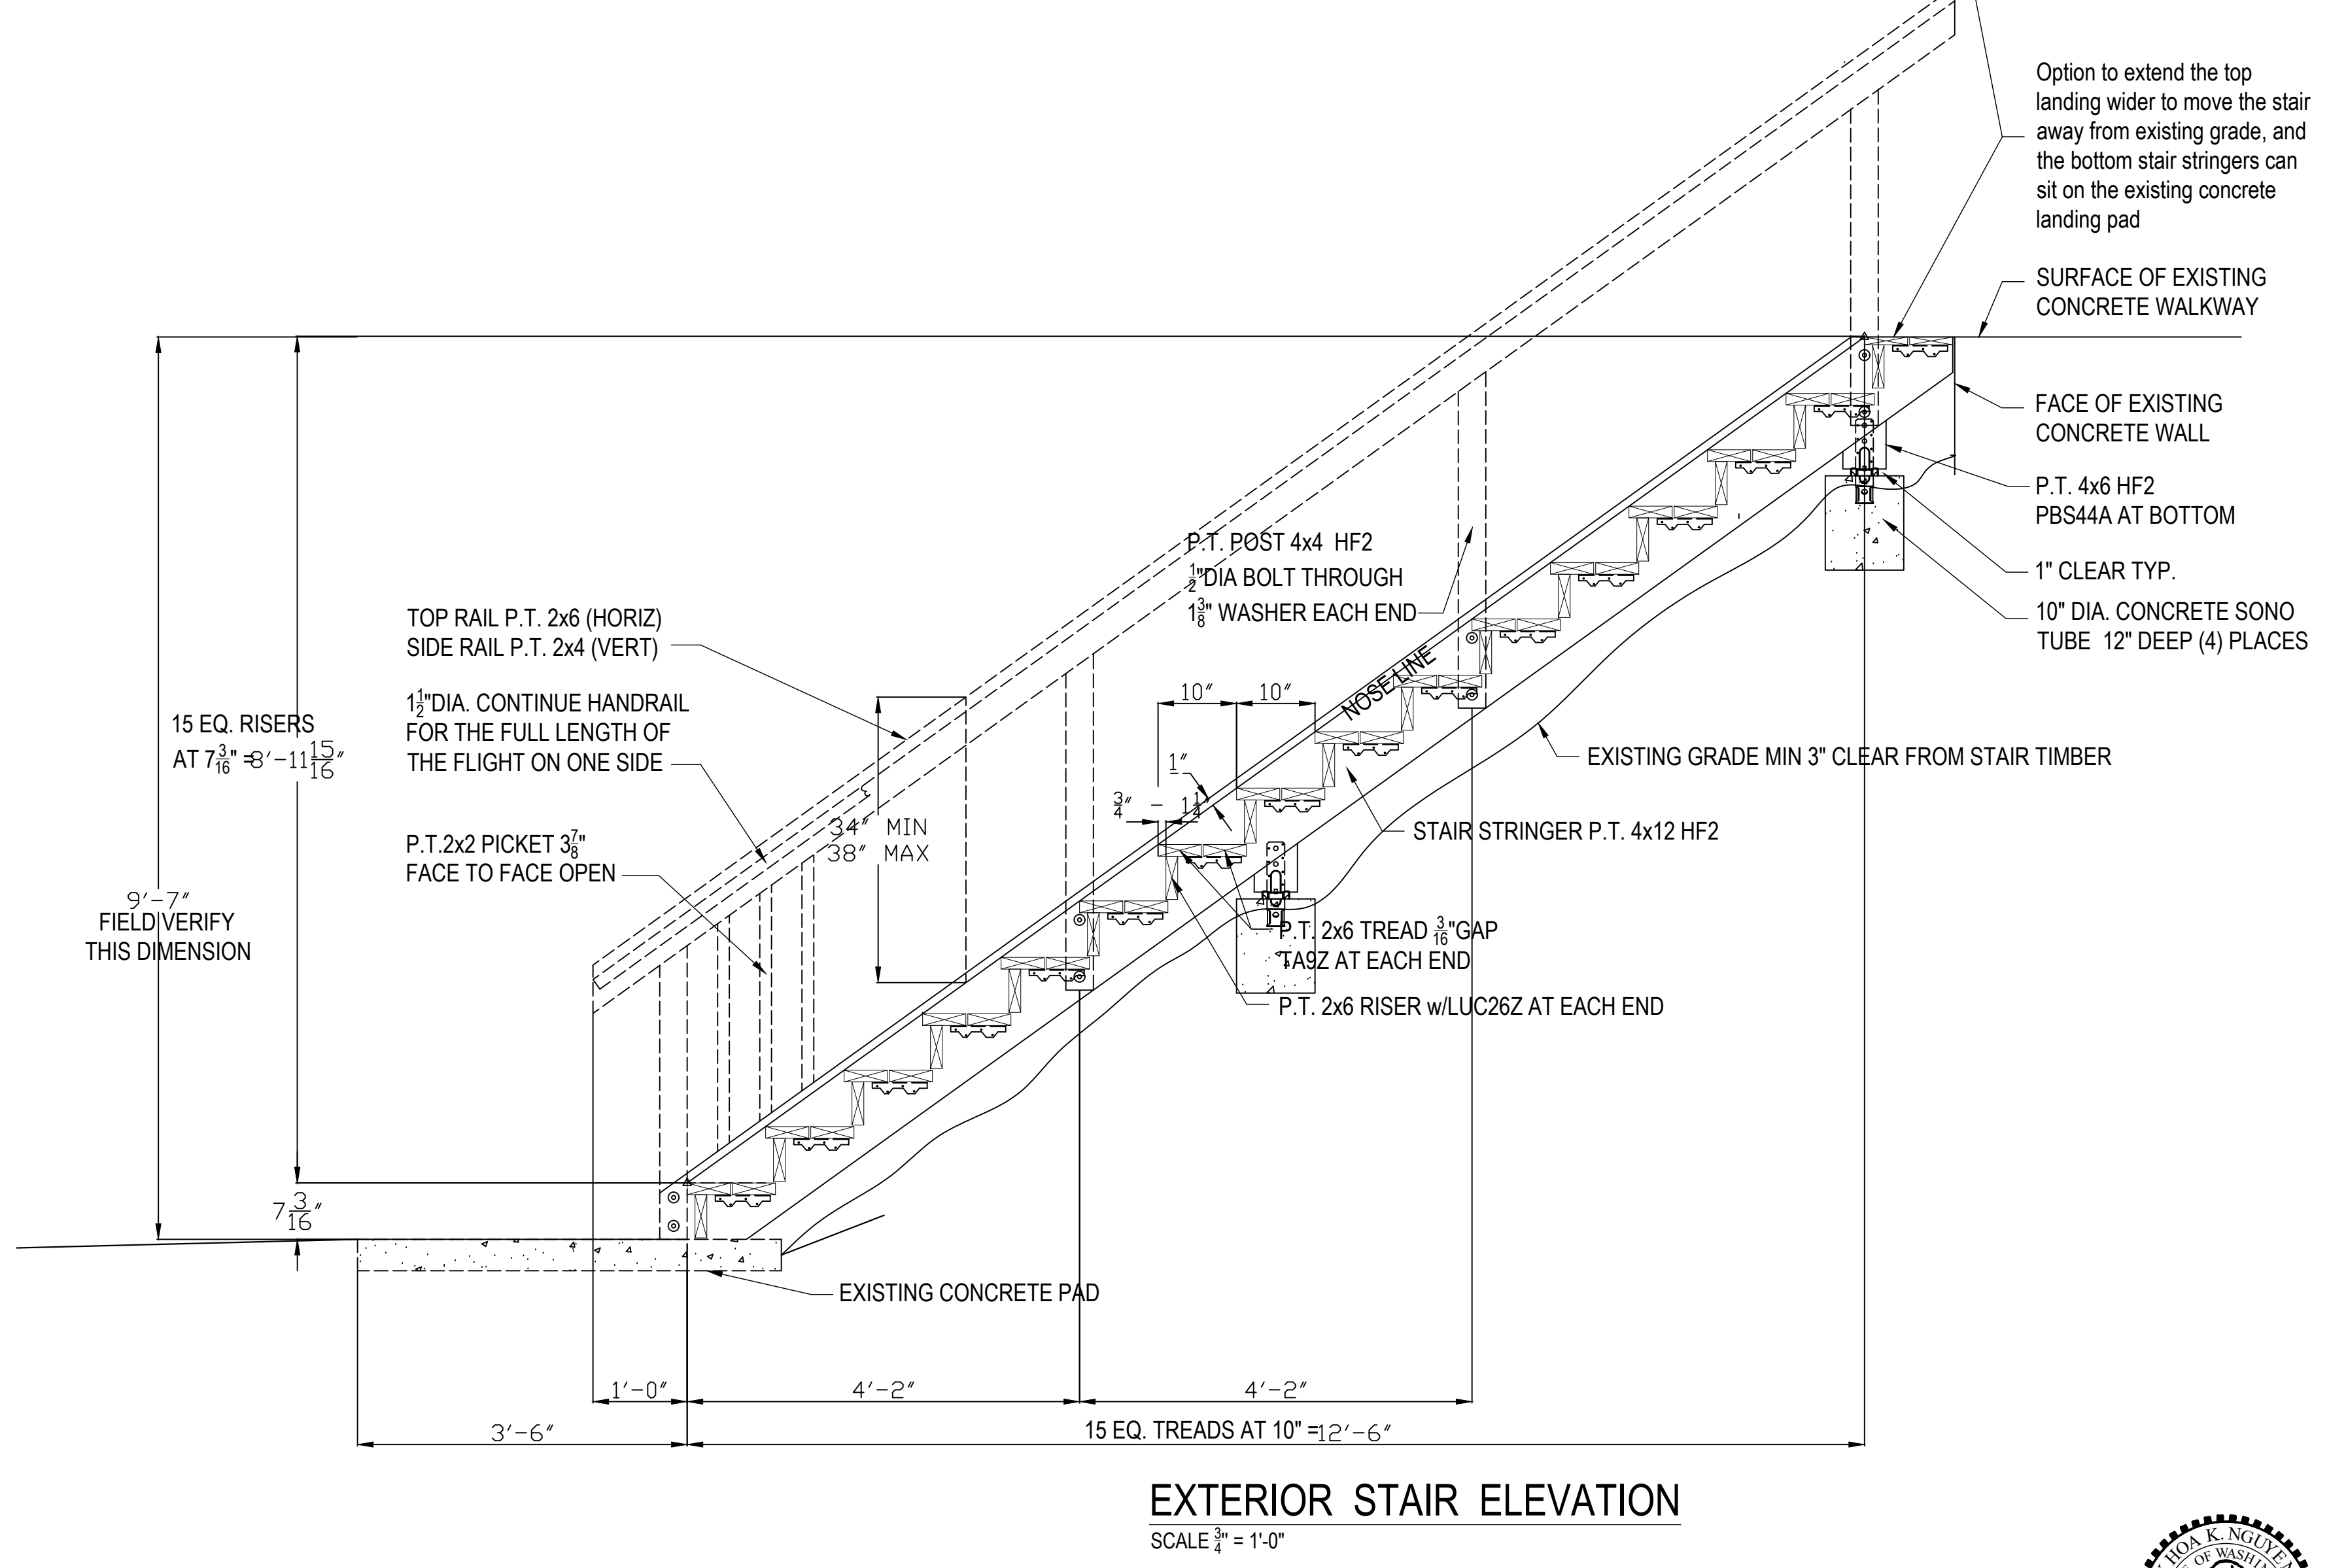 Option to extend the top
landing wider to move the stair
away from existing grade, and
the bottom stair stringers can
sit on the existing concrete
landing pad
SURFACE OF EXISTING
CONCRETE WALKWAY
FACE OF EXISTING
CONCRETE WALL
P.T. 4x6 HF2
PBS44A AT BOTTOM
1" CLEAR TYP.
10" DIA. CONCRETE SONO
TUBE 12" DEEP (4) PLACES
P.T. POST 4x4 HF2
1/2"DIA BOLT THROUGH
1 3/8" WASHER EACH END
TOP RAIL P.T. 2x6 (HORIZ)
SIDE RAIL P.T. 2x4 (VERT)
1 1/2"DIA. CONTINUE HANDRAIL
FOR THE FULL LENGTH OF
THE FLIGHT ON ONE SIDE
15 EQ. RISERS
AT 7 3/16" =8'-11 15/16"
P.T.2x2 PICKET 3 7/8"
FACE TO FACE OPEN
34" MIN
38" MAX
10"
10"
NOSE LINE
1"
3/4" - 1 1/4"
EXISTING GRADE MIN 3" CLEAR FROM STAIR TIMBER
STAIR STRINGER P.T. 4x12 HF2
9'-7"
FIELD VERIFY
THIS DIMENSION
P.T. 2x6 TREAD 3/16"GAP
TA9Z AT EACH END
P.T. 2x6 RISER w/LUC26Z AT EACH END
7 3/16"
EXISTING CONCRETE PAD
1'-0"
4'-2"
4'-2"
3'-6"
15 EQ. TREADS AT 10" =12'-6"
EXTERIOR STAIR ELEVATION
SCALE 3/4" = 1'-0"